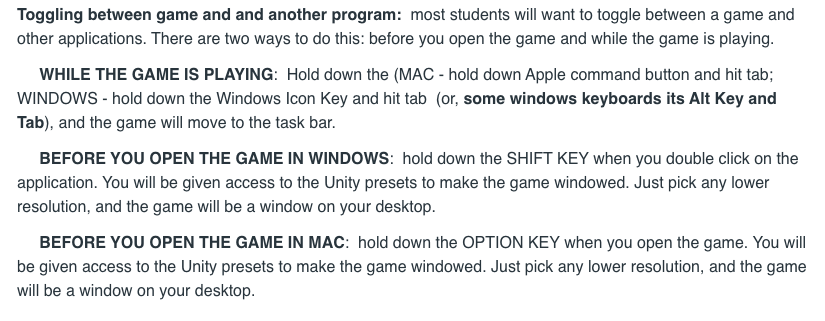 Toggling between game and and another program:  most students will want to toggle between a game and
other applications. There are two ways to do this: before you open the game and while the game is playing.
WHILE THE GAME IS PLAYING:  Hold down the (MAC - hold down Apple command button and hit tab;
WINDOWS - hold down the Windows Icon Key and hit tab  (or, some windows keyboards its Alt Key and
Tab), and the game will move to the task bar.
BEFORE YOU OPEN THE GAME IN WINDOWS:  hold down the SHIFT KEY when you double click on the
application. You will be given access to the Unity presets to make the game windowed. Just pick any lower
resolution, and the game will be a window on your desktop.
BEFORE YOU OPEN THE GAME IN MAC:  hold down the OPTION KEY when you open the game. You will
be given access to the Unity presets to make the game windowed. Just pick any lower resolution, and the game
will be a window on your desktop.